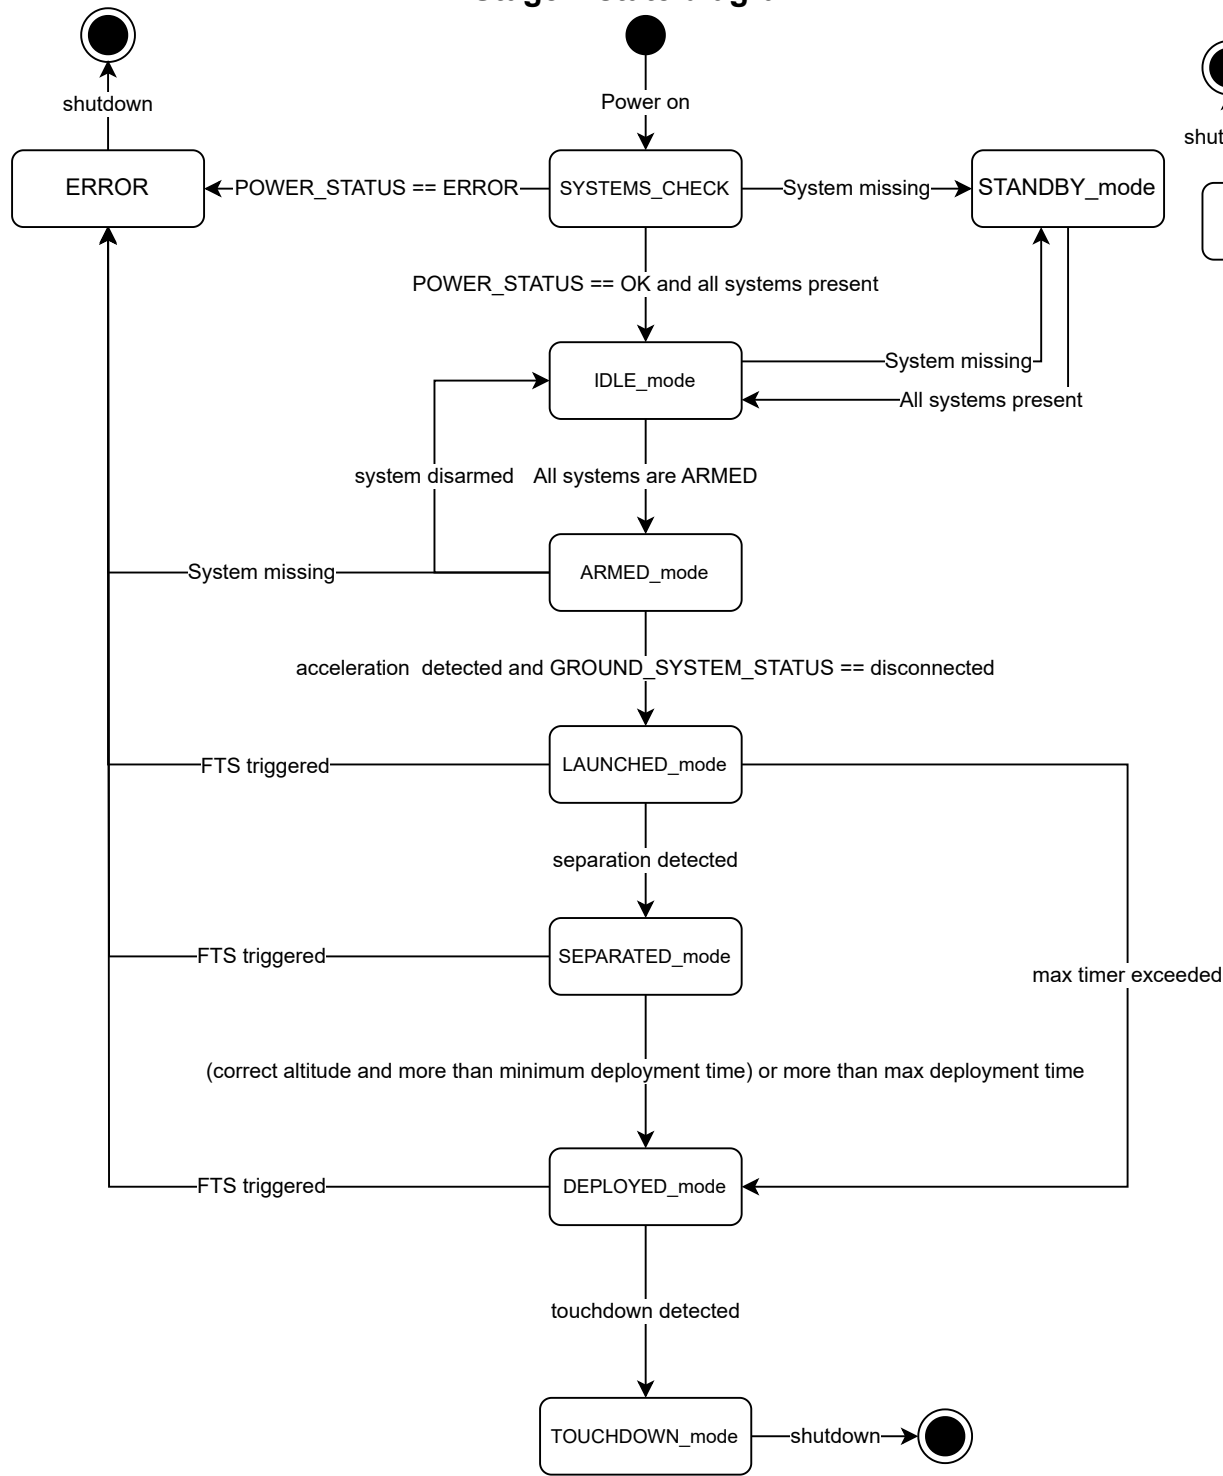 shutdown
Power on
ERROR
POWER_STATUS == ERROR
SYSTEMS_CHECK
System missing
STANDBY_mode
POWER_STATUS == OK and all systems present
IDLE_mode
System missing
All systems present
system disarmed
All systems are ARMED
System missing
ARMED_mode
acceleration  detected and GROUND_SYSTEM_STATUS == disconnected
FTS triggered
LAUNCHED_mode
separation detected
FTS triggered
SEPARATED_mode
max timer exceeded
(correct altitude and more than minimum deployment time) or more than max deployment time
FTS triggered
DEPLOYED_mode
touchdown detected
TOUCHDOWN_mode
shutdown